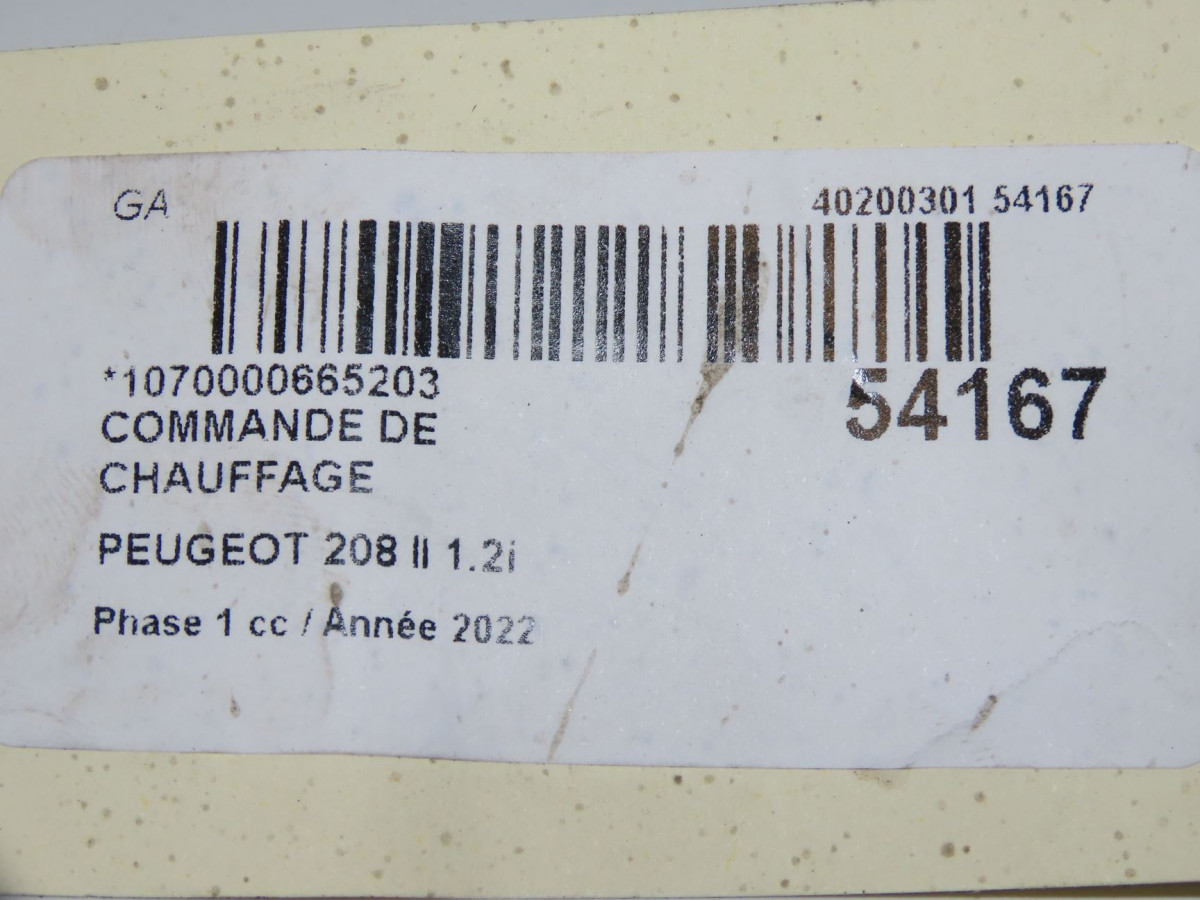 GA
40200301 54167
*1070000665203
54167
COMMANDE DE
CHAUFFAGE
PEUGEOT 208 II 1.2i
Phase 1 cc / Année 2022